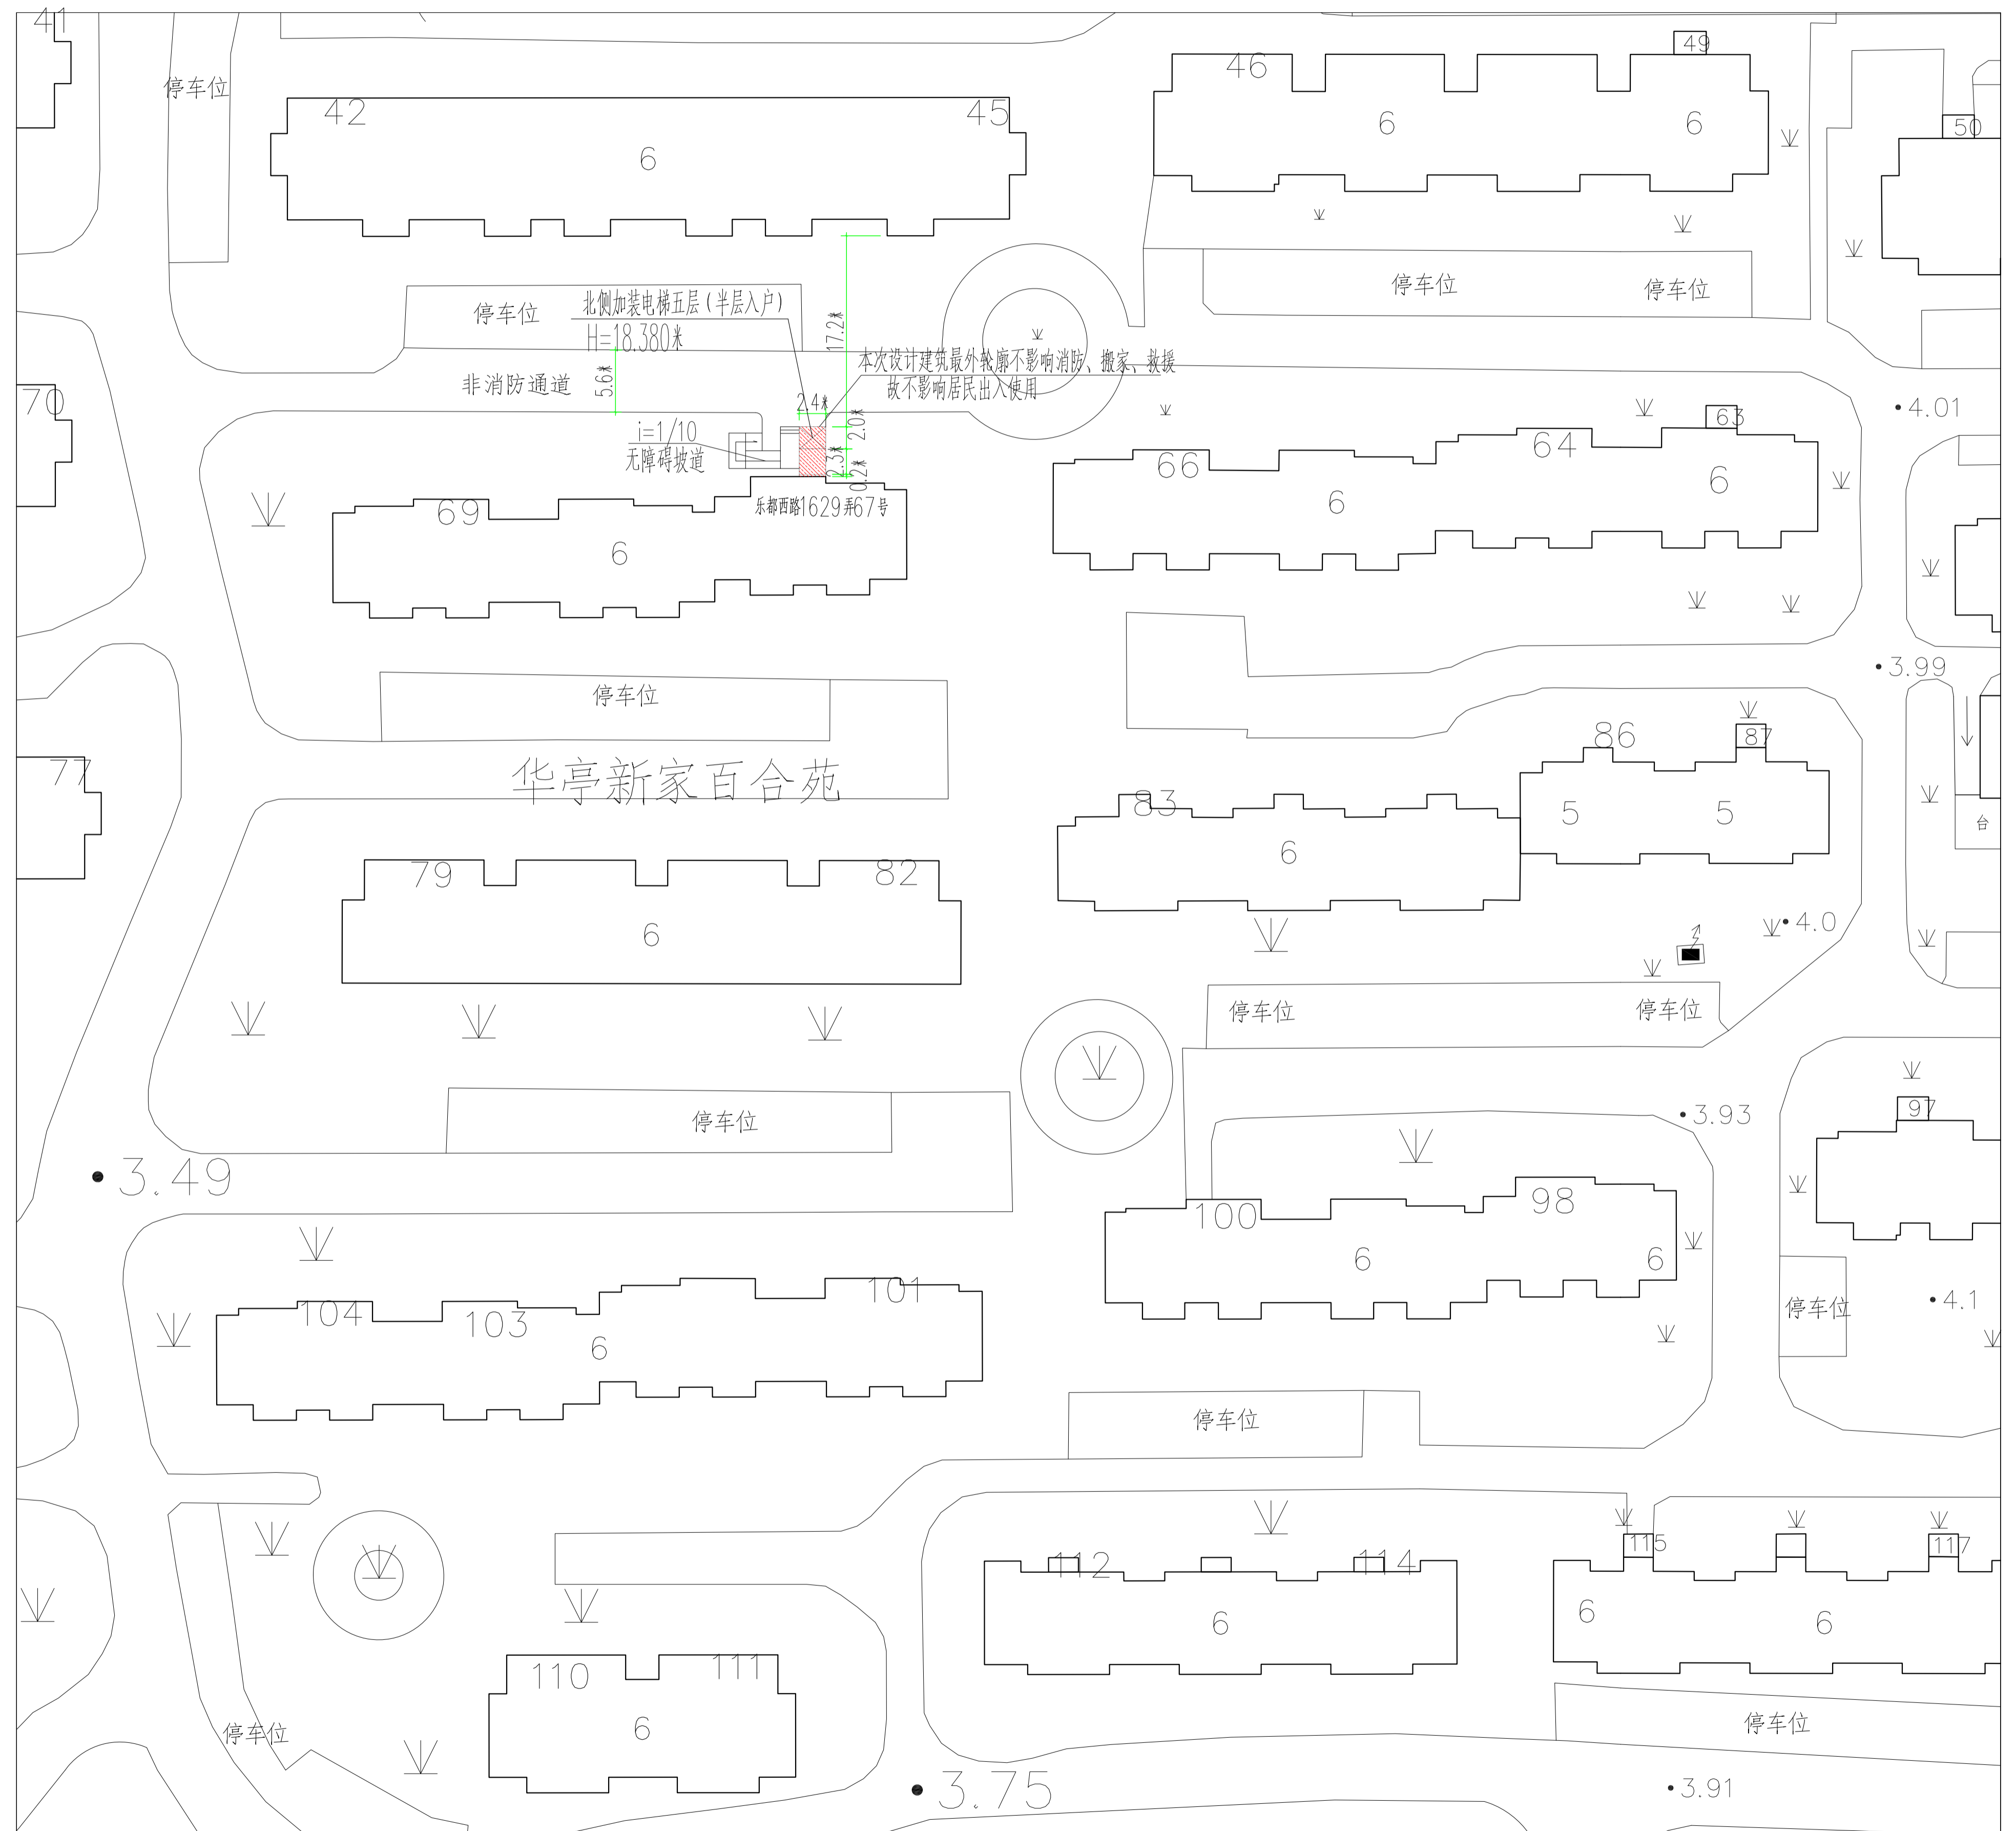 41
停车位
42
45
6
46
6
49
6
50
停车位
停车位
停车位
北侧加装电梯五层（半层入户）
H=18.380米
17.2米
本次设计建筑最外轮廓不影响消防、搬家、救援
故不影响居民出入使用
非消防通道
5.6米
2.4米
2.0米
2.3米
0.2米
i=1/10
无障碍坡道
乐都西路1629弄67号
70
69
6
66
6
64
63
6
4.01
3.99
停车位
华亭新家百合苑
77
79
82
6
83
6
86
87
5
5
台
4.0
停车位
停车位
停车位
3.93
97
3.49
100
98
6
6
停车位
4.1
104
103
101
6
停车位
112
114
6
115
117
6
6
110
111
6
停车位
停车位
3.75
3.91